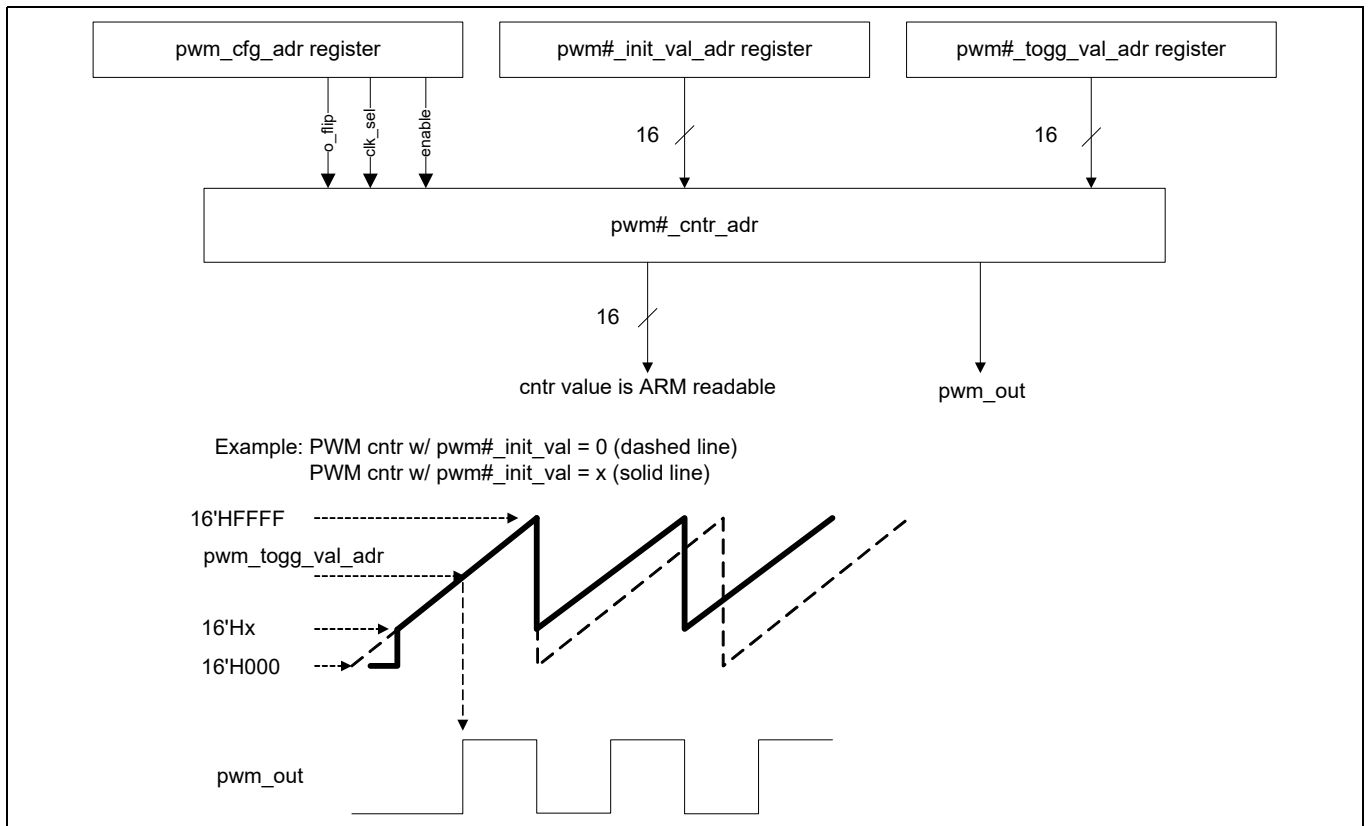 pwm_cfg_adr register
pwm#_init_val_adr register
pwm#_togg_val_adr register
o_flip
clk_sel
enable
16
16
pwm#_cntr_adr
16
cntr value is ARM readable
pwm_out
Example: PWM cntr w/ pwm#_init_val = 0 (dashed line)
PWM cntr w/ pwm#_init_val = x (solid line)
16'HFFFF
pwm_togg_val_adr
16'Hx
16'H000
pwm_out